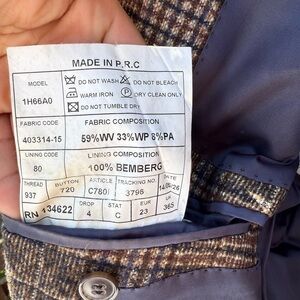 MADE IN P.R.C
MODEL
1H66A0
DO NOT WASH DO NOT BLEACH
WARM IRON P DRY CLEAN ONLY
DO NOT TUMBLE DRY
FABRIC CODE
403314-15
FABRIC COMPOSITION
59%WV 33%WP 8%PA
LINING CODE
80
LINING COMPOSITION
100% BEMBERG
THREAD
937
BUTTON
720
ARTICLE
C780
TRACKING NO.
3796
RN 134622
DROP
4
STAT
C
EUR
23
UF
365